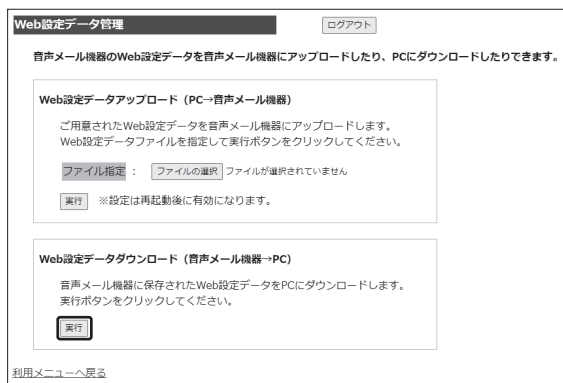 Web設定データ管理 ログアウト
音声メール機器のWeb設定データを音声メール機器にアップロードしたり、PCにダウンロードしたりできます。
Web設定データアップロード（PC→音声メール機器）
ご用意されたWeb設定データを音声メール機器にアップロードします。
Web設定データファイルを指定して実行ボタンをクリックしてください。
ファイル指定 ： ファイルの選択 ファイルが選択されていません
実行 ※設定は再起動後に有効になります。
Web設定データダウンロード（音声メール機器→PC）
音声メール機器に保存されたWeb設定データをPCにダウンロードします。
実行ボタンをクリックしてください。
実行
利用メニューへ戻る